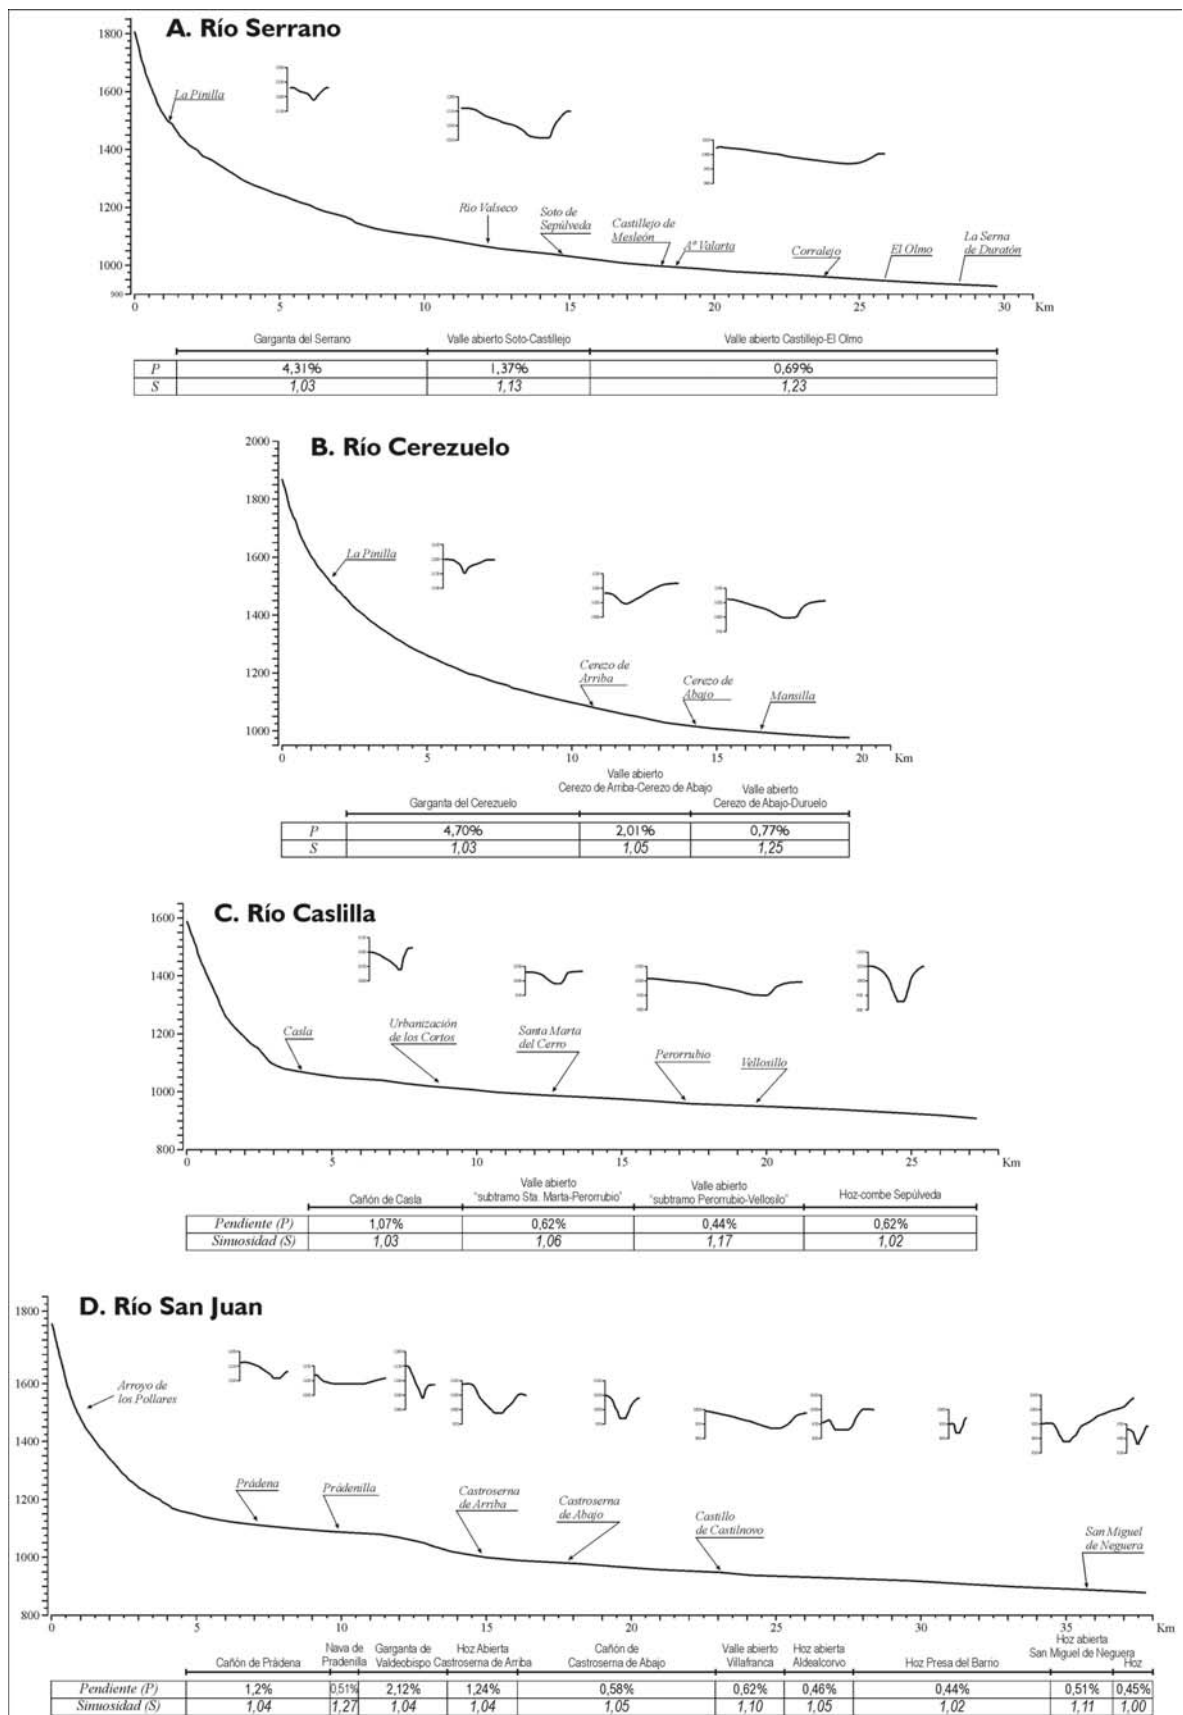 A. Río Serrano
1800
1600
1400
1200
1000
900
La Pinilla
Río Valseco
Soto de
Sepúlveda
Castillejo de
Mesleón
Aº Valarta
Corralejo
El Olmo
La Serna
de Duratón
0 5 10 15 20 25 30 Km
Garganta del Serrano Valle abierto Soto-Castillejo Valle abierto Castillejo-El Olmo
P 4,31% 1,37% 0,69%
S 1,03 1,13 1,23
B. Río Cerezuelo
2000
1800
1600
1400
1200
1000
La Pinilla
Cerezo de
Arriba
Cerezo de
Abajo
Mansilla
0 5 10 15 20 Km
Garganta del Cerezuelo
Valle abierto
Cerezo de Arriba-Cerezo de Abajo
Valle abierto
Cerezo de Abajo-Duruelo
P 4,70% 2,01% 0,77%
S 1,03 1,05 1,25
C. Río Caslilla
1600
1400
1200
1000
800
Casla
Urbanización
de los Cortos
Santa Marta
del Cerro
Perorrubio
Vellosillo
0 5 10 15 20 25 Km
Cañón de Casla
Valle abierto
"subtramo Sta. Marta-Perorrubio"
Valle abierto
"subtramo Perorrubio-Vellosilo"
Hoz-combe Sepúlveda
Pendiente (P) 1,07% 0,62% 0,44% 0,62%
Sinuosidad (S) 1,03 1,06 1,17 1,02
D. Río San Juan
1800
1600
1400
1200
1000
800
Arroyo de
los Pollares
Prádena
Prádenilla
Castroserna
de Arriba
Castroserna
de Abajo
Castillo
de Castilnovo
San Miguel
de Neguera
0 5 10 15 20 25 30 35 Km
Cañón de Prádena
Nava de
Pradenilla
Garganta de
Valdeobispo
Hoz Abierta
Castroserna de Arriba
Cañón de
Castroserna de Abajo
Valle abierto
Villafranca
Hoz abierta
Aldealcorvo
Hoz Presa del Barrio
Hoz abierta
San Miguel de Neguera
Hoz
Pendiente (P) 1,2% 0,51% 2,12% 1,24% 0,58% 0,62% 0,46% 0,44% 0,51% 0,45%
Sinuosidad (S) 1,04 1,27 1,04 1,04 1,05 1,10 1,05 1,02 1,11 1,00